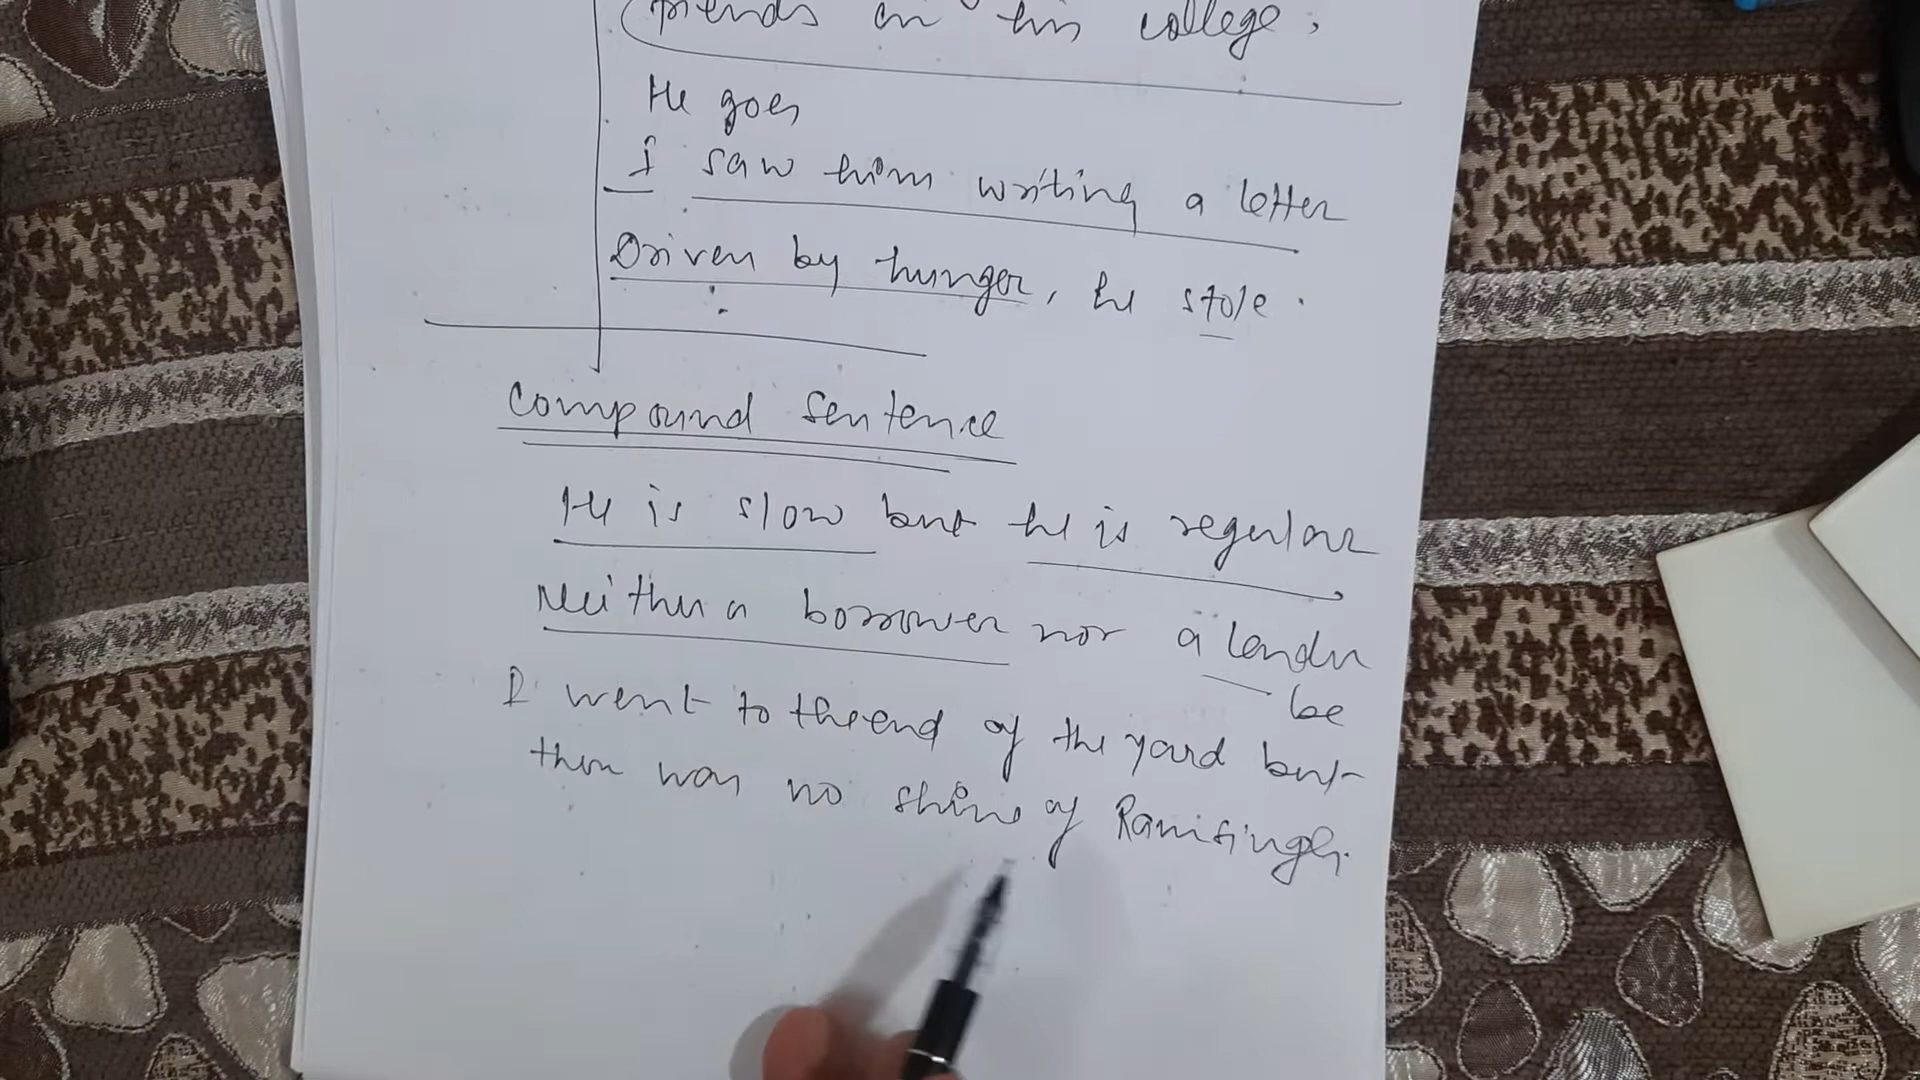 friends in his college,
He goes
I saw him writing a letter
Driven by hunger, he stole.
Compound Sentence
He is slow but he is regular
Neither a borrower nor a lender
be
I went to the end of the yard but
there was no shine of Ramisingh.